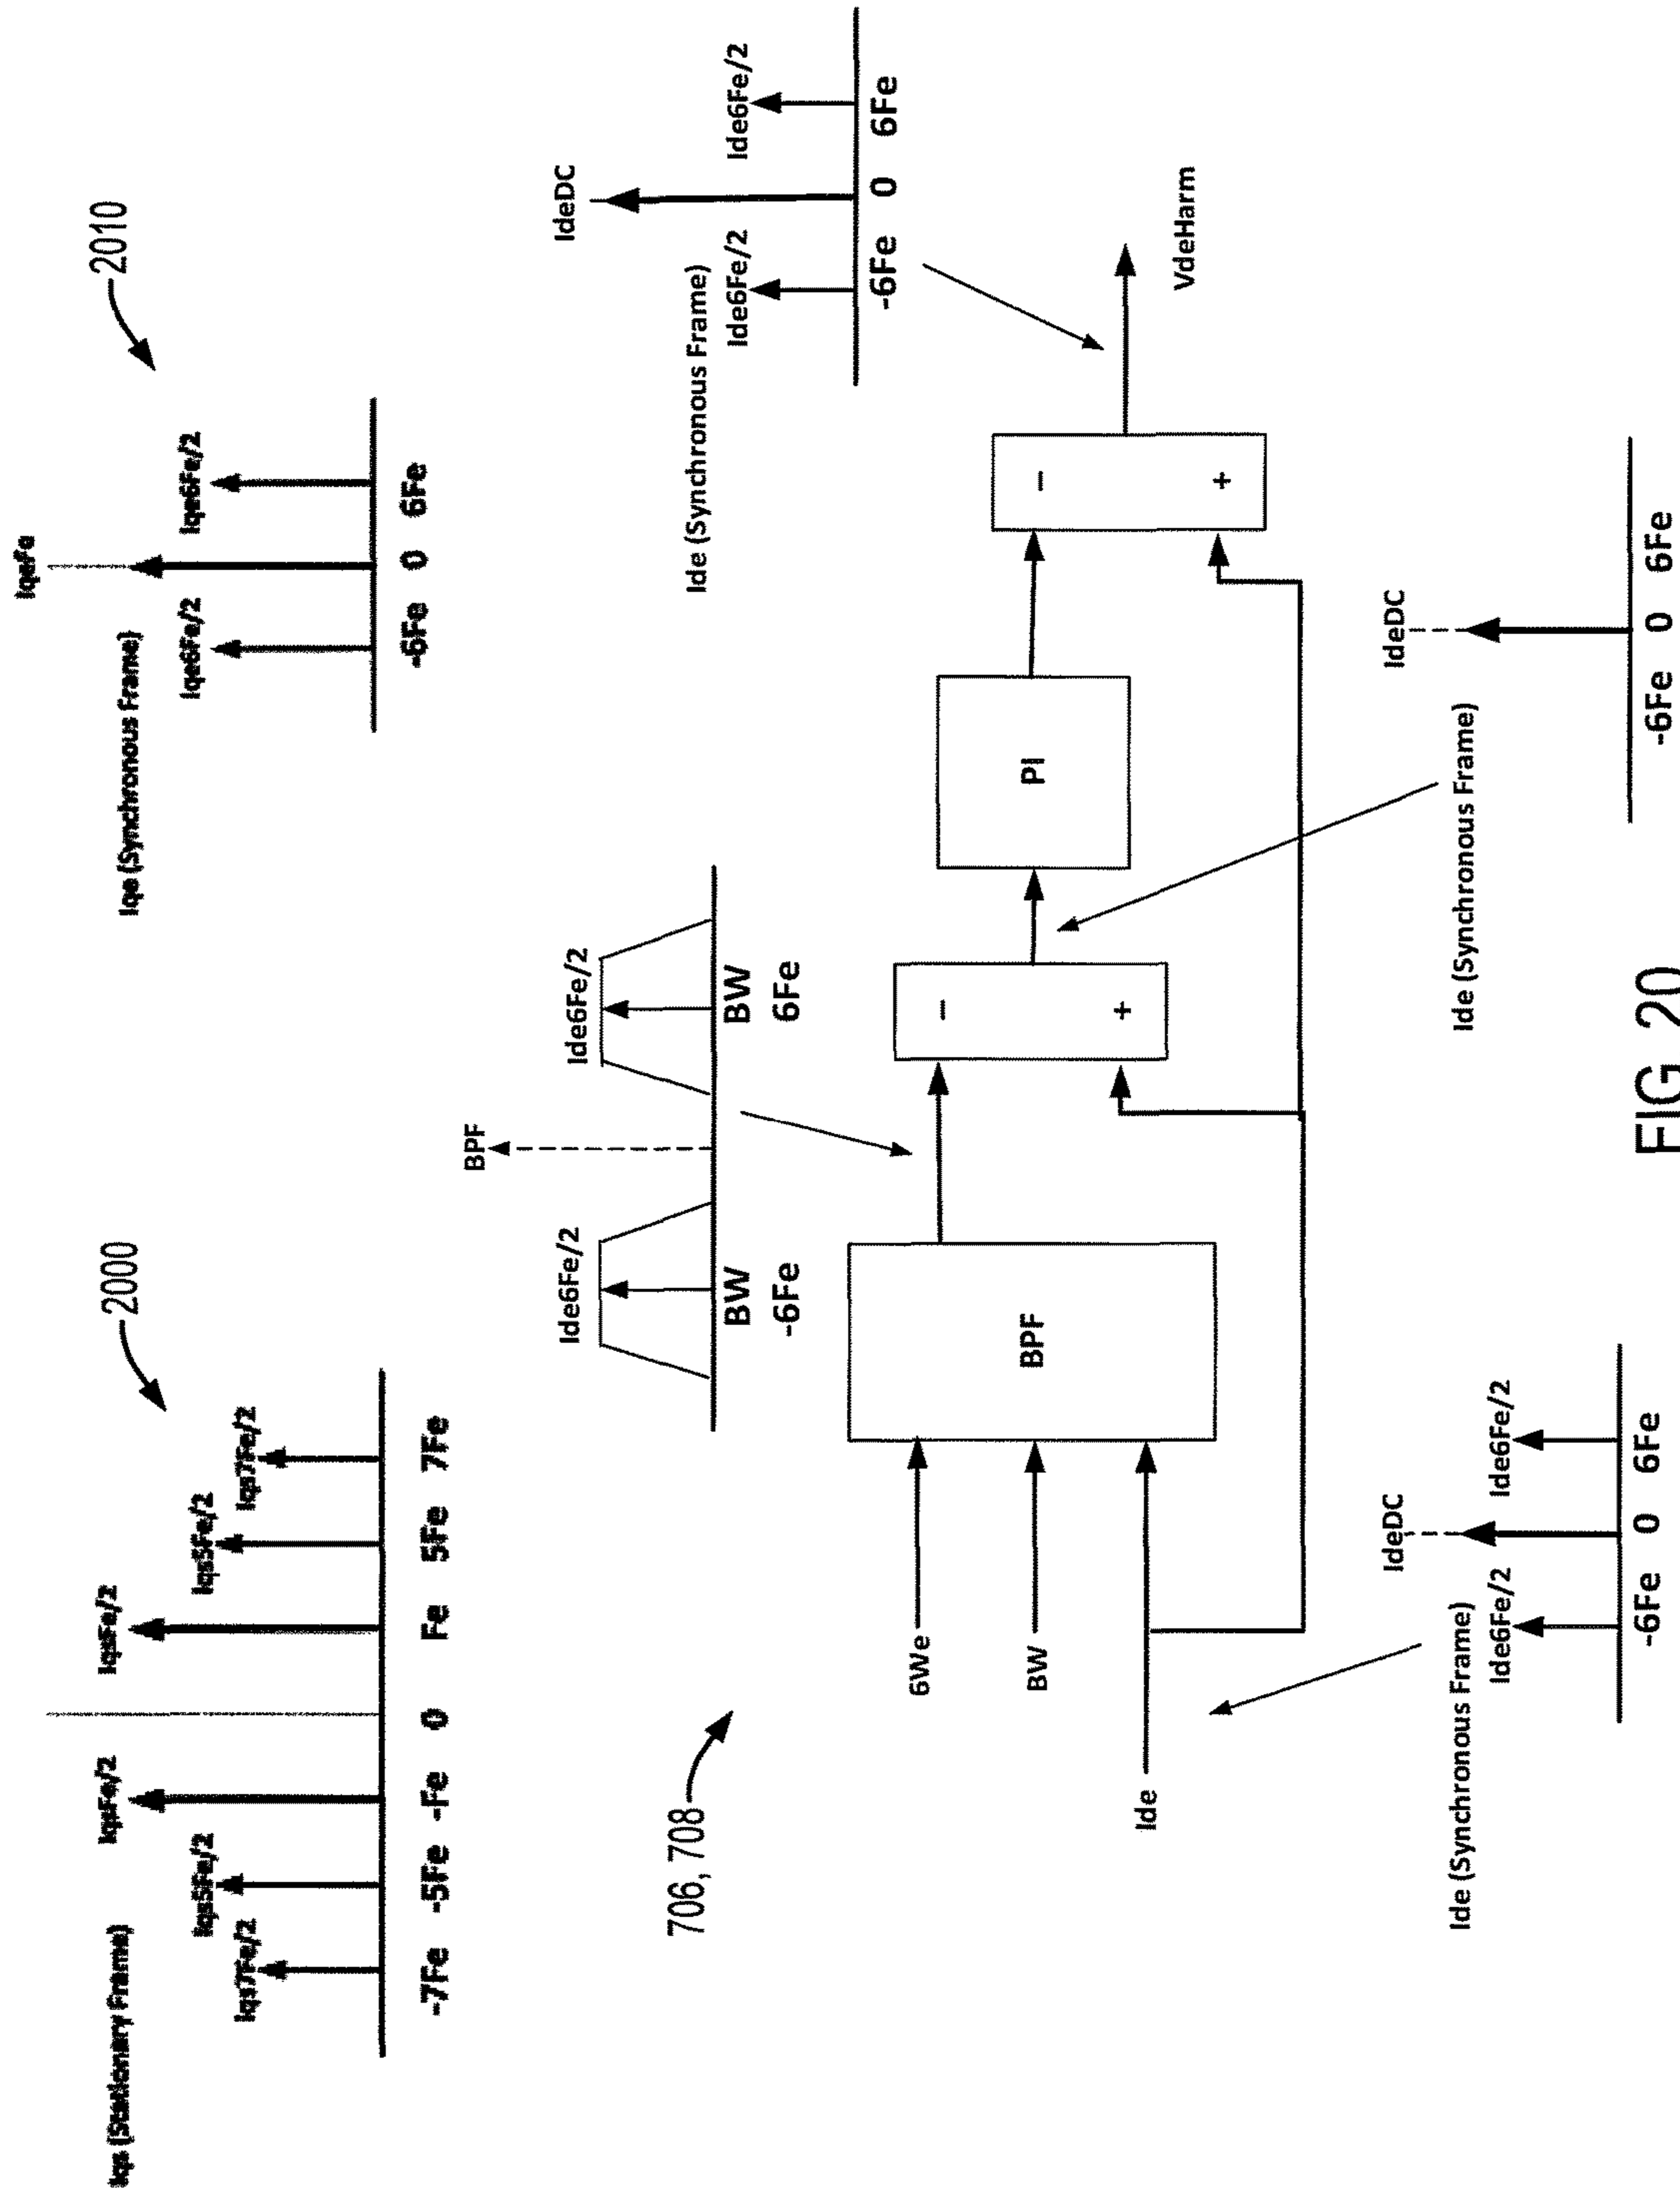 Iqs (Stationary Frame)
2000
Iqs7Fe/2
Iqs5Fe/2
IqsFe/2
IqsFe/2
Iqs5Fe/2
Iqs7Fe/2
-7Fe -5Fe -Fe 0 Fe 5Fe 7Fe
Iqe (Synchronous Frame)
IqeFe
2010
Iqe6Fe/2
Iqe6Fe/2
-6Fe 0 6Fe
BPF
Ide6Fe/2
Ide6Fe/2
BW BW
-6Fe 6Fe
Ide (Synchronous Frame)
IdeDC
Ide6Fe/2
Ide6Fe/2
-6Fe 0 6Fe
706, 708
6We
BW
Ide
BPF
−
+
PI
−
+
VdeHarm
Ide (Synchronous Frame)
IdeDC
Ide6Fe/2
Ide6Fe/2
-6Fe 0 6Fe
Ide (Synchronous Frame)
IdeDC
-6Fe 0 6Fe
FIG. 20